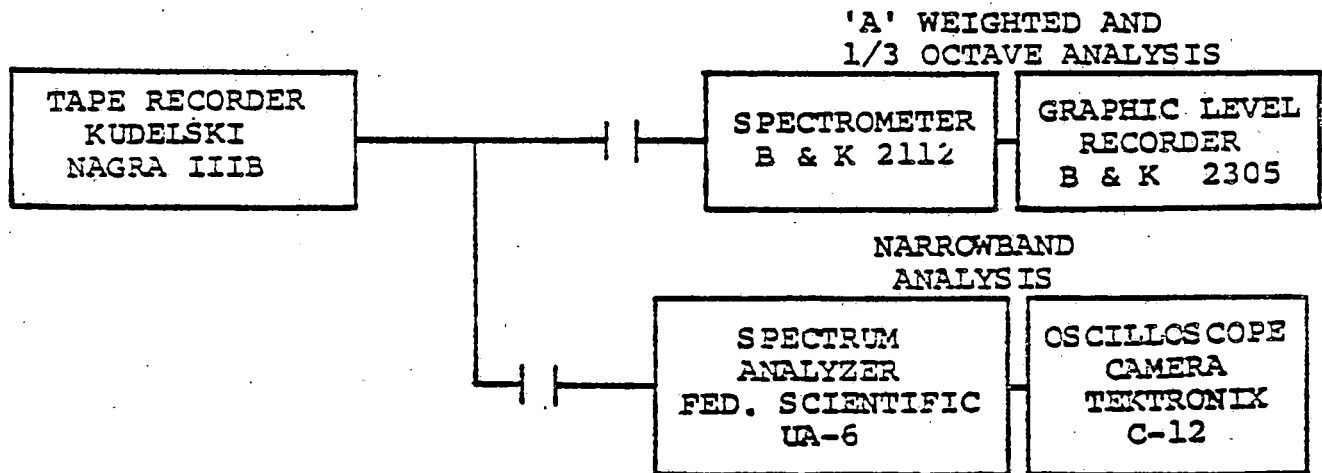 'A' WEIGHTED AND
1/3 OCTAVE ANALYSIS
TAPE RECORDER
KUDELSKI
NAGRA IIIB
SPECTROMETER
B & K 2112
GRAPHIC LEVEL
RECORDER
B & K 2305
NARROWBAND
ANALYSIS
SPECTRUM
ANALYZER
FED. SCIENTIFIC
UA-6
OSCILLOSCOPE
CAMERA
TEKTRONIX
C-12